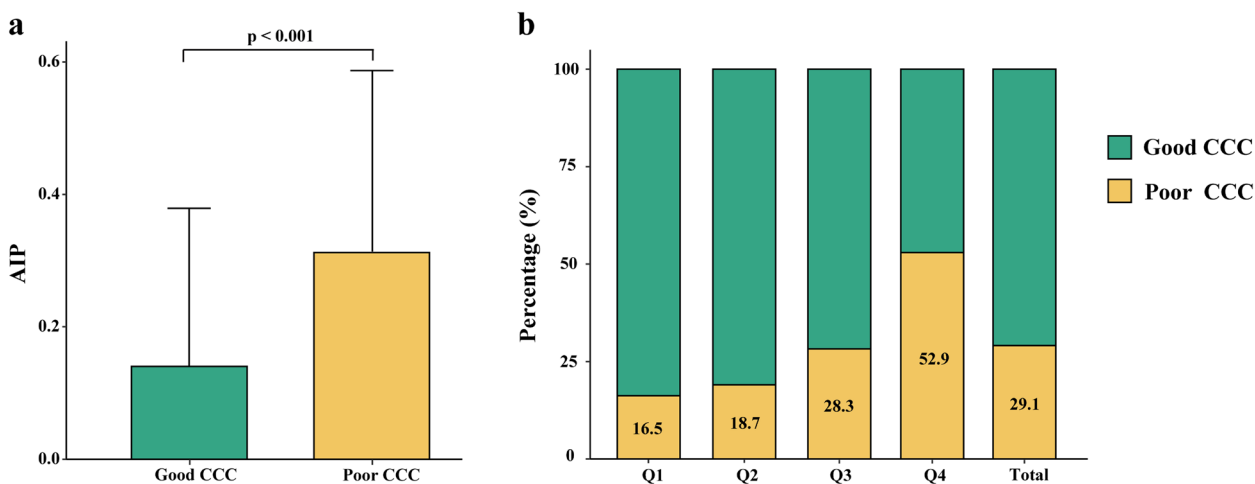 a
p < 0.001
AIP
0.6
0.4
0.2
0.0
Good CCC
Poor CCC
b
Percentage (%)
100
75
50
25
0
16.5
18.7
28.3
52.9
29.1
Q1
Q2
Q3
Q4
Total
Good CCC
Poor CCC